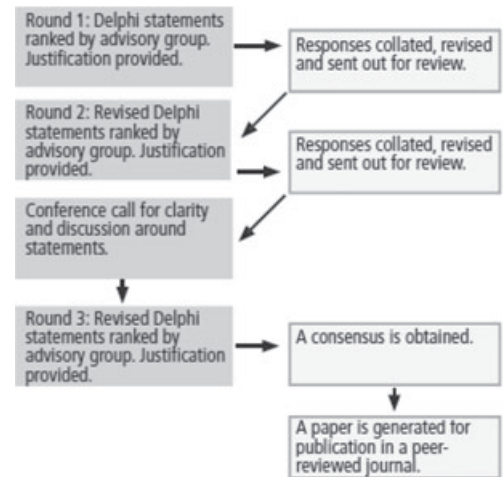 Round 1: Delphi statements
ranked by advisory group.
Justification provided.
Responses collated, revised
and sent out for review.
Round 2: Revised Delphi
statements ranked by
advisory group. Justification
provided.
Responses collated, revised
and sent out for review.
Conference call for clarity
and discussion around
statements.
Round 3: Revised Delphi
statements ranked by
advisory group. Justification
provided.
A consensus is obtained.
A paper is generated for
publication in a peer-
reviewed journal.